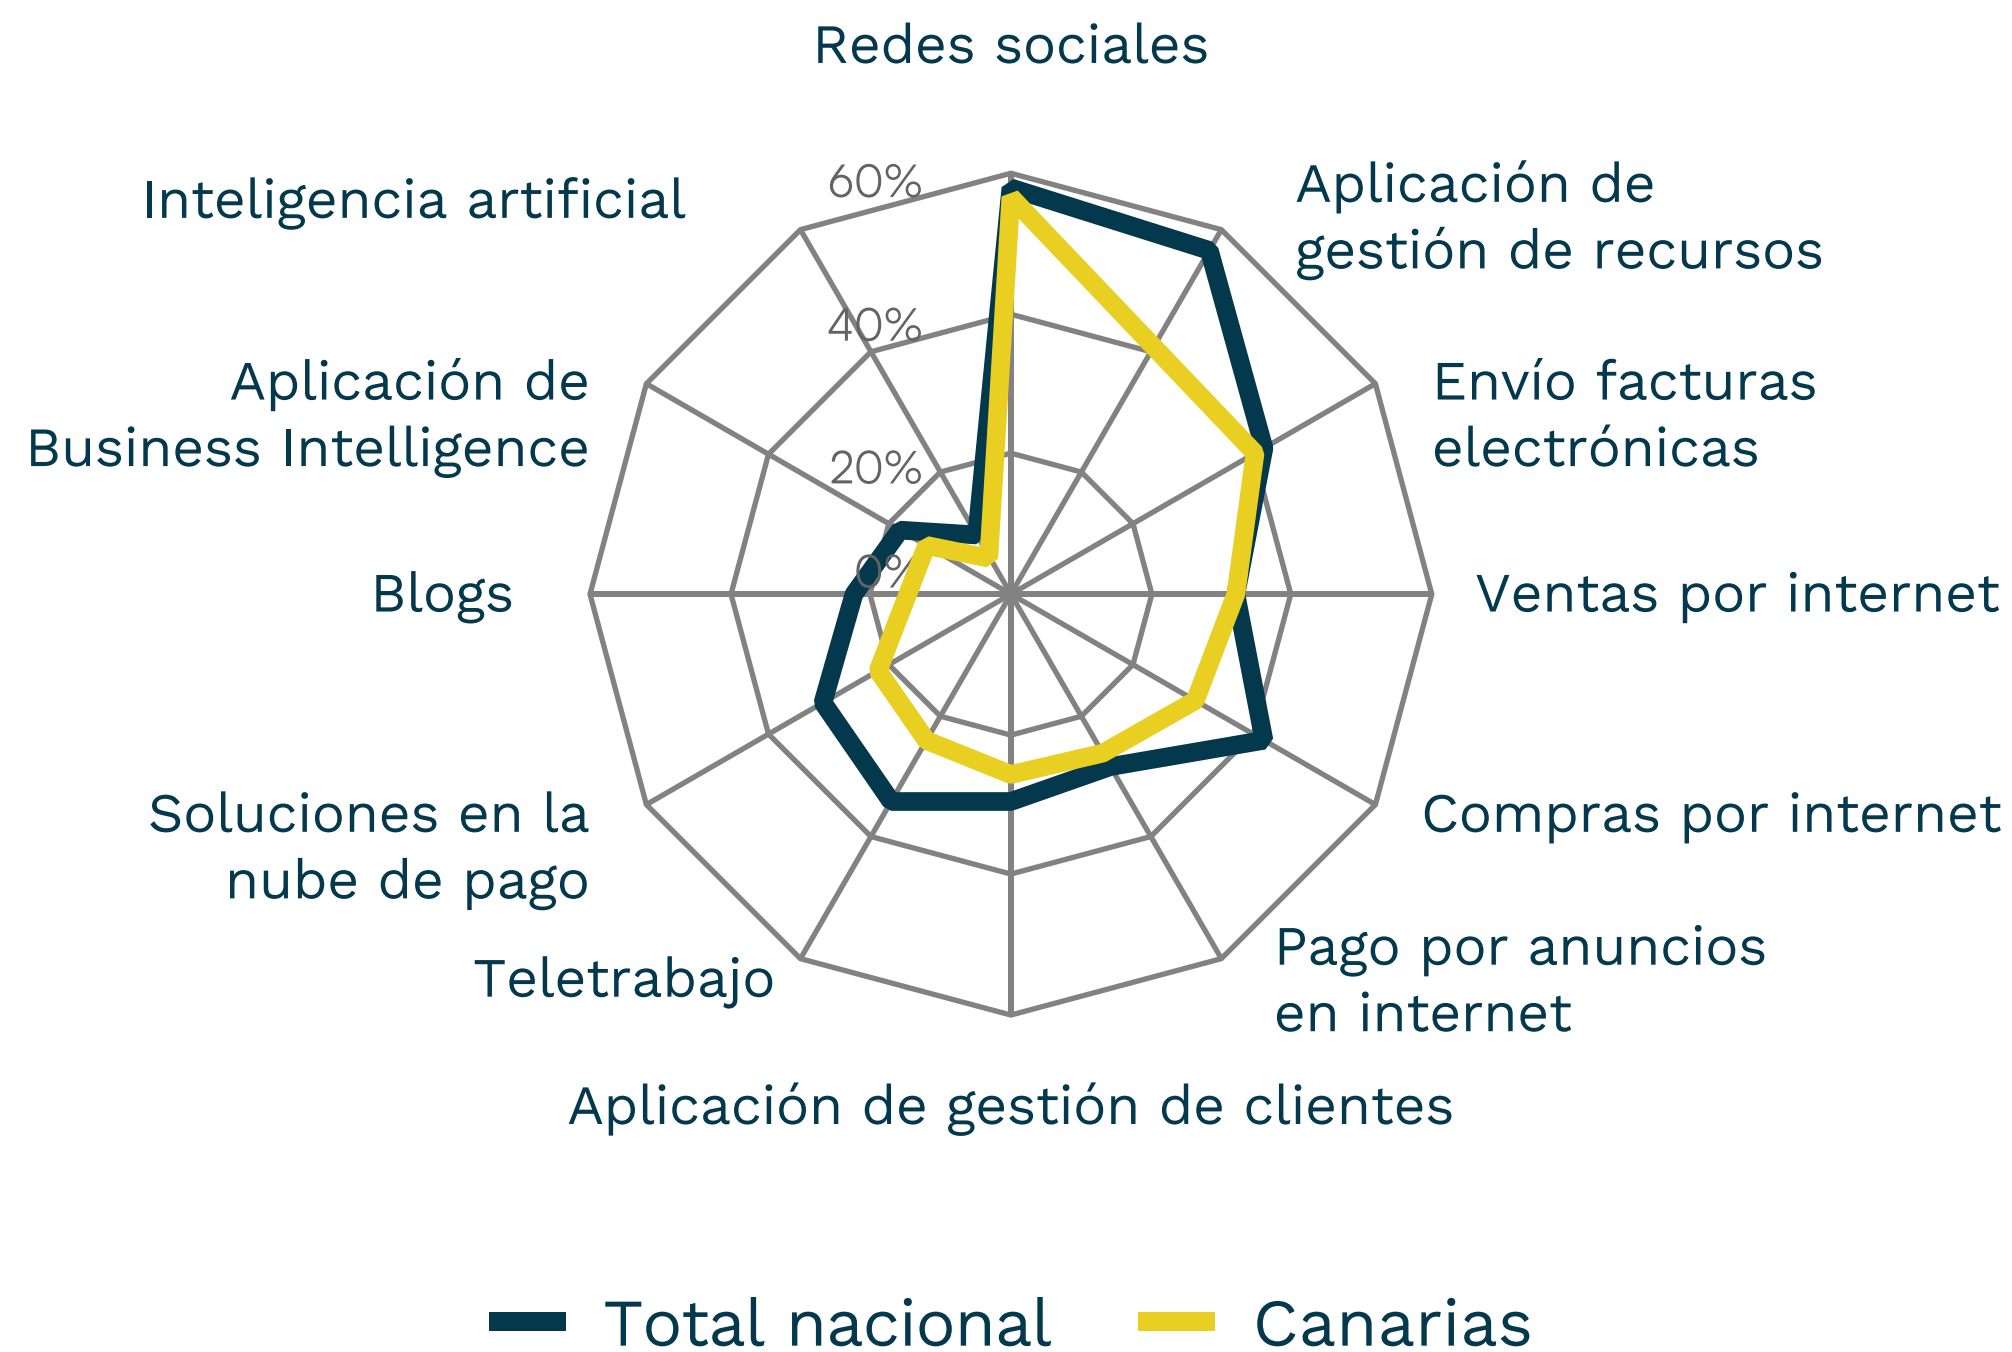 Redes sociales
Aplicación de
gestión de recursos
Envío facturas
electrónicas
Ventas por internet
Compras por internet
Pago por anuncios
en internet
Aplicación de gestión de clientes
Teletrabajo
Soluciones en la
nube de pago
Blogs
Aplicación de
Business Intelligence
Inteligencia artificial
60%
40%
20%
0%
Total nacional
Canarias